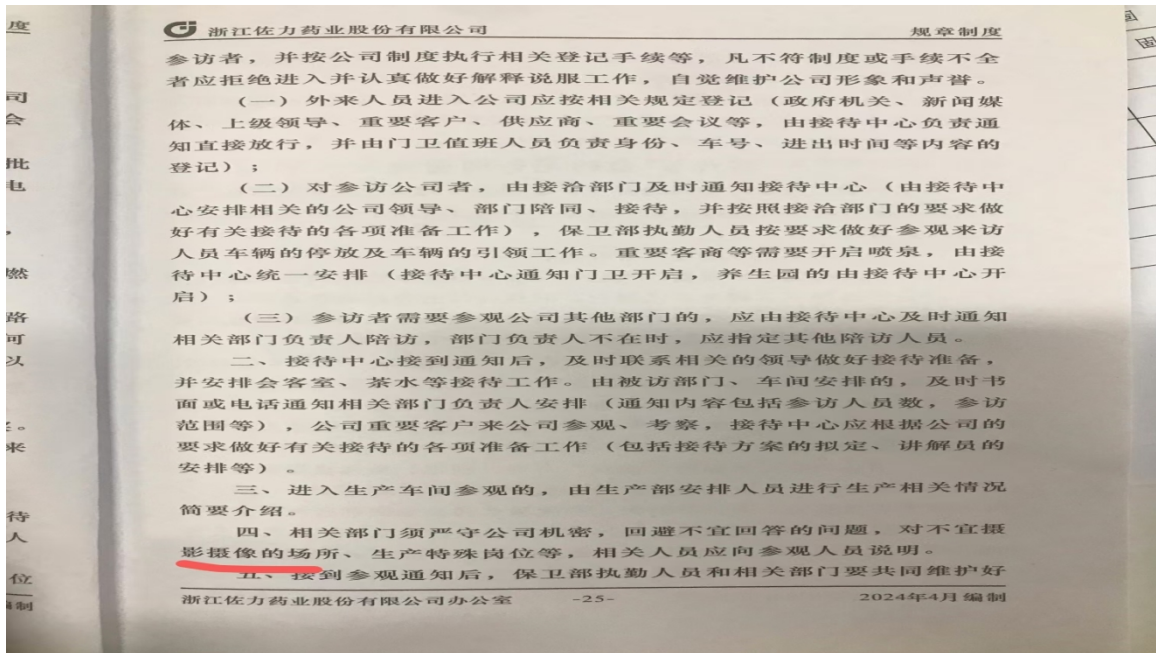 浙江佐力药业股份有限公司 规章制度
参访者，并按公司制度执行相关登记手续等，凡不符制度或手续不全
者应拒绝进入并认真做好解释说服工作，自觉维护公司形象和声誉。
（一）外来人员进入公司应按相关规定登记（政府机关、新闻媒
体、上级领导、重要客户、供应商、重要会议等，由接待中心负责通
知直接放行，并由门卫值班人员负责身份、车号、进出时间等内容的
登记）；
（二）对参访公司者，由接洽部门及时通知接待中心（由接待中
心安排相关的公司领导、部门陪同、接待，并按照接洽部门的要求做
好有关接待的各项准备工作），保卫部执勤人员按要求做好参观来访
人员车辆的停放及车辆的引领工作。重要客商等需要开启喷泉，由接
待中心统一安排（接待中心通知门卫开启，养生园的由接待中心开
启）；
（三）参访者需要参观公司其他部门的，应由接待中心及时通知
相关部门负责人陪访，部门负责人不在时，应指定其他陪访人员。
二、接待中心接到通知后，及时联系相关的领导做好接待准备，
并安排会客室、茶水等接待工作。由被访部门、车间安排的，及时书
面或电话通知相关部门负责人安排（通知内容包括参访人员数，参访
范围等），公司重要客户来公司参观、考察，接待中心应根据公司的
要求做好有关接待的各项准备工作（包括接待方案的拟定、讲解员的
安排等）。
三、进入生产车间参观的，由生产部安排人员进行生产相关情况
简要介绍。
四、相关部门须严守公司机密，回避不宜回答的问题，对不宜摄
影摄像的场所、生产特殊岗位等，相关人员应向参观人员说明。
五、接到参观通知后，保卫部执勤人员和相关部门要共同维护好
浙江佐力药业股份有限公司办公室 -25- 2024年4月编制
度
司
会
批
电
，
燃
路
可
以
。
来
待
人
位
编制